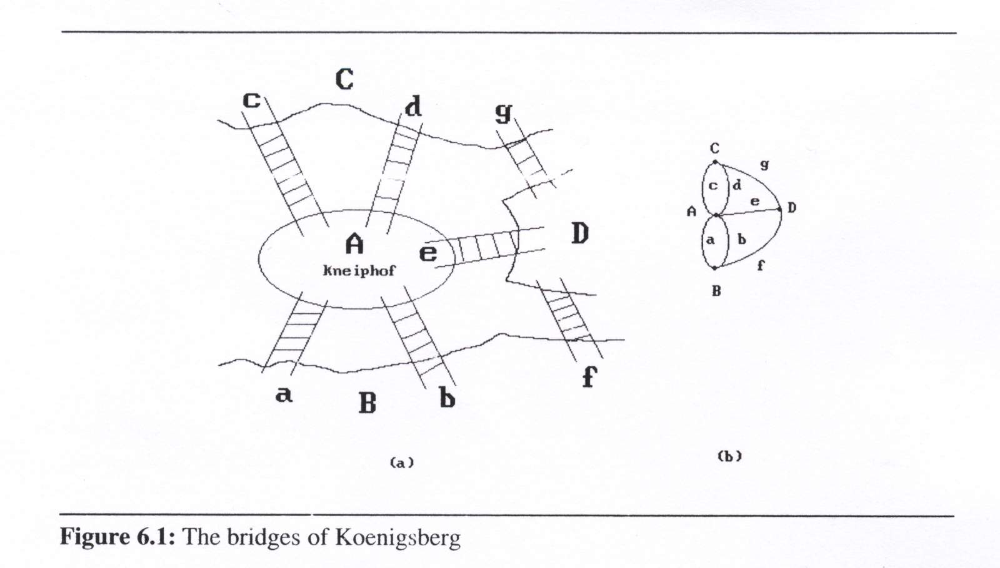 C
c
d
g
A
Kneiphof
e
D
a
B
b
f
(a)
C
g
c
d
e
A
D
a
b
f
B
(b)
Figure 6.1: The bridges of Koenigsberg